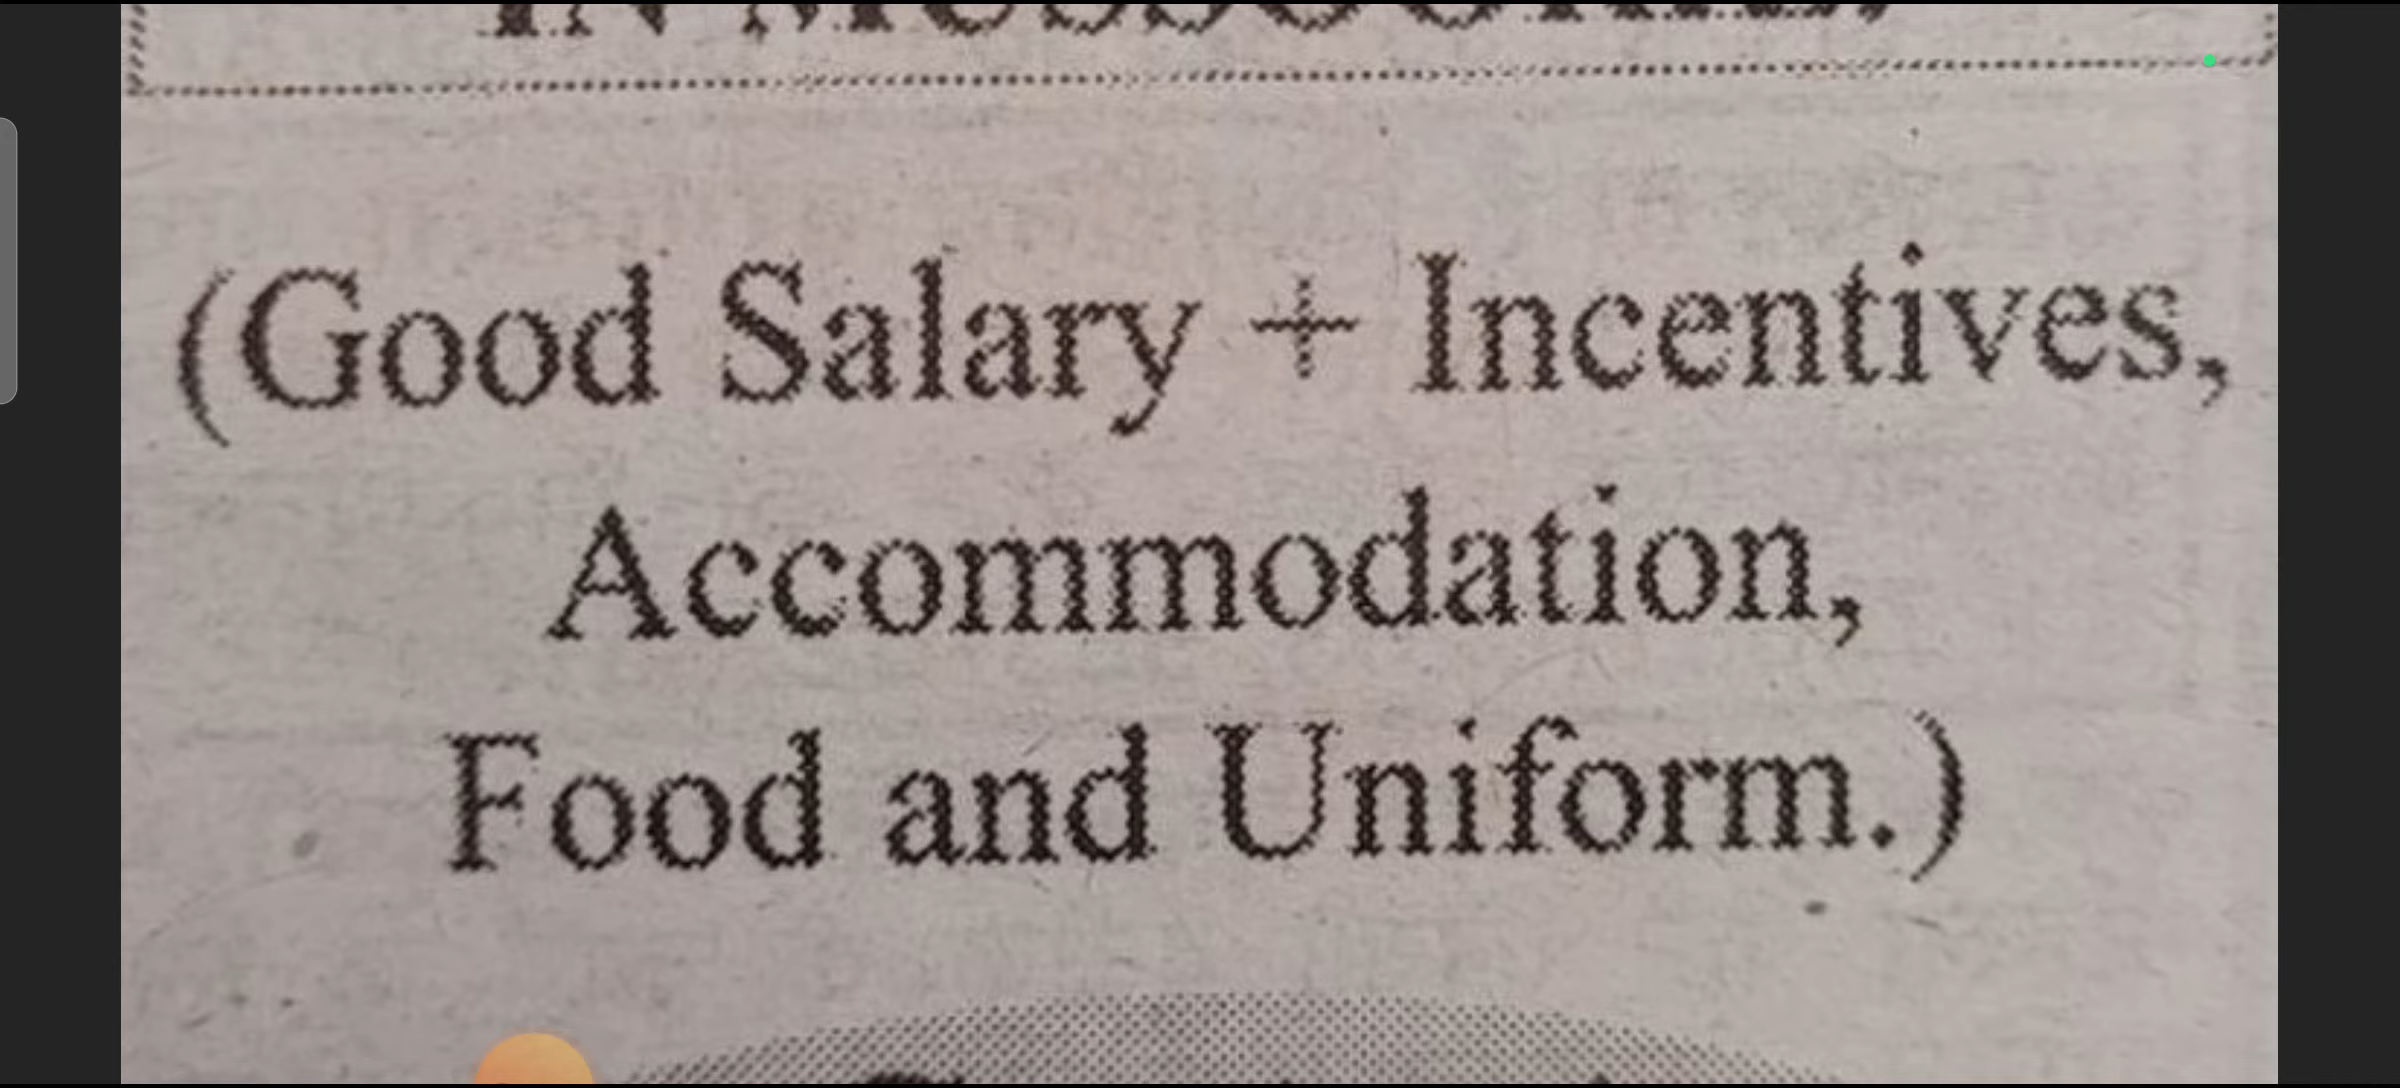 (Good Salary + Incentives,
Accommodation,
Food and Uniform.)